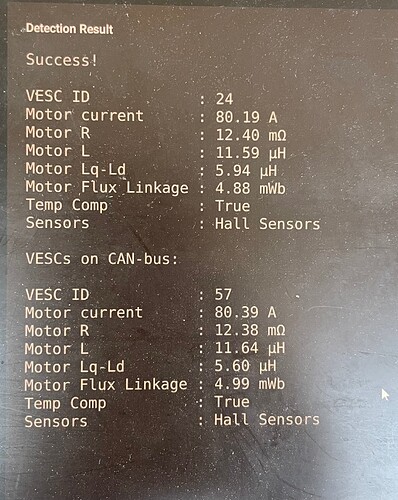 Detection Result
Success!
VESC ID : 24
Motor current : 80.19 A
Motor R : 12.40 mΩ
Motor L : 11.59 µH
Motor Lq-Ld : 5.94 µH
Motor Flux Linkage : 4.88 mWb
Temp Comp : True
Sensors : Hall Sensors
VESCs on CAN-bus:
VESC ID : 57
Motor current : 80.39 A
Motor R : 12.38 mΩ
Motor L : 11.64 µH
Motor Lq-Ld : 5.60 µH
Motor Flux Linkage : 4.99 mWb
Temp Comp : True
Sensors : Hall Sensors